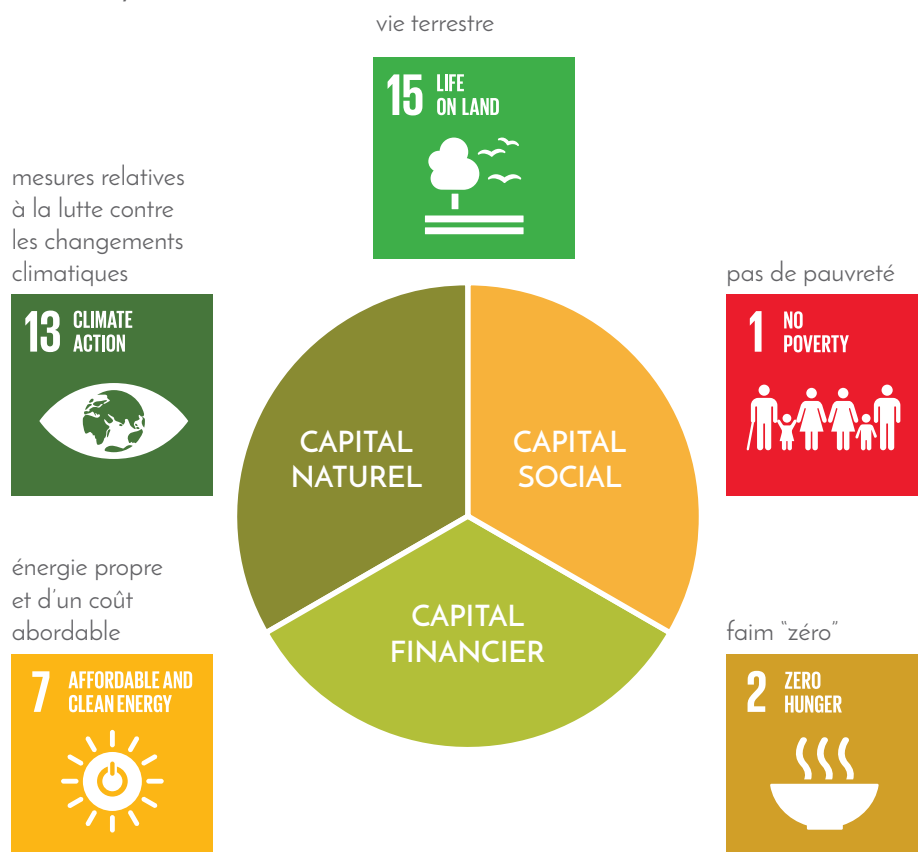 vie terrestre
15 LIFE
ON LAND
mesures relatives
à la lutte contre
les changements
climatiques
13 CLIMATE
ACTION
pas de pauvreté
1 NO
POVERTY
CAPITAL
NATUREL
CAPITAL
SOCIAL
CAPITAL
FINANCIER
énergie propre
et d'un coût
abordable
7 AFFORDABLE AND
CLEAN ENERGY
faim "zéro"
2 ZERO
HUNGER